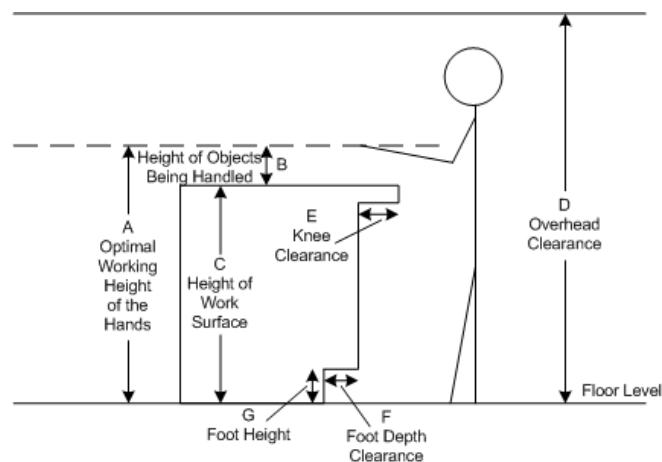 Height of Objects
Being Handled
B
A
Optimal
Working
Height
of the
Hands
C
Height of
Work
Surface
E
Knee
Clearance
D
Overhead
Clearance
Floor Level
G
Foot Height
F
Foot Depth
Clearance